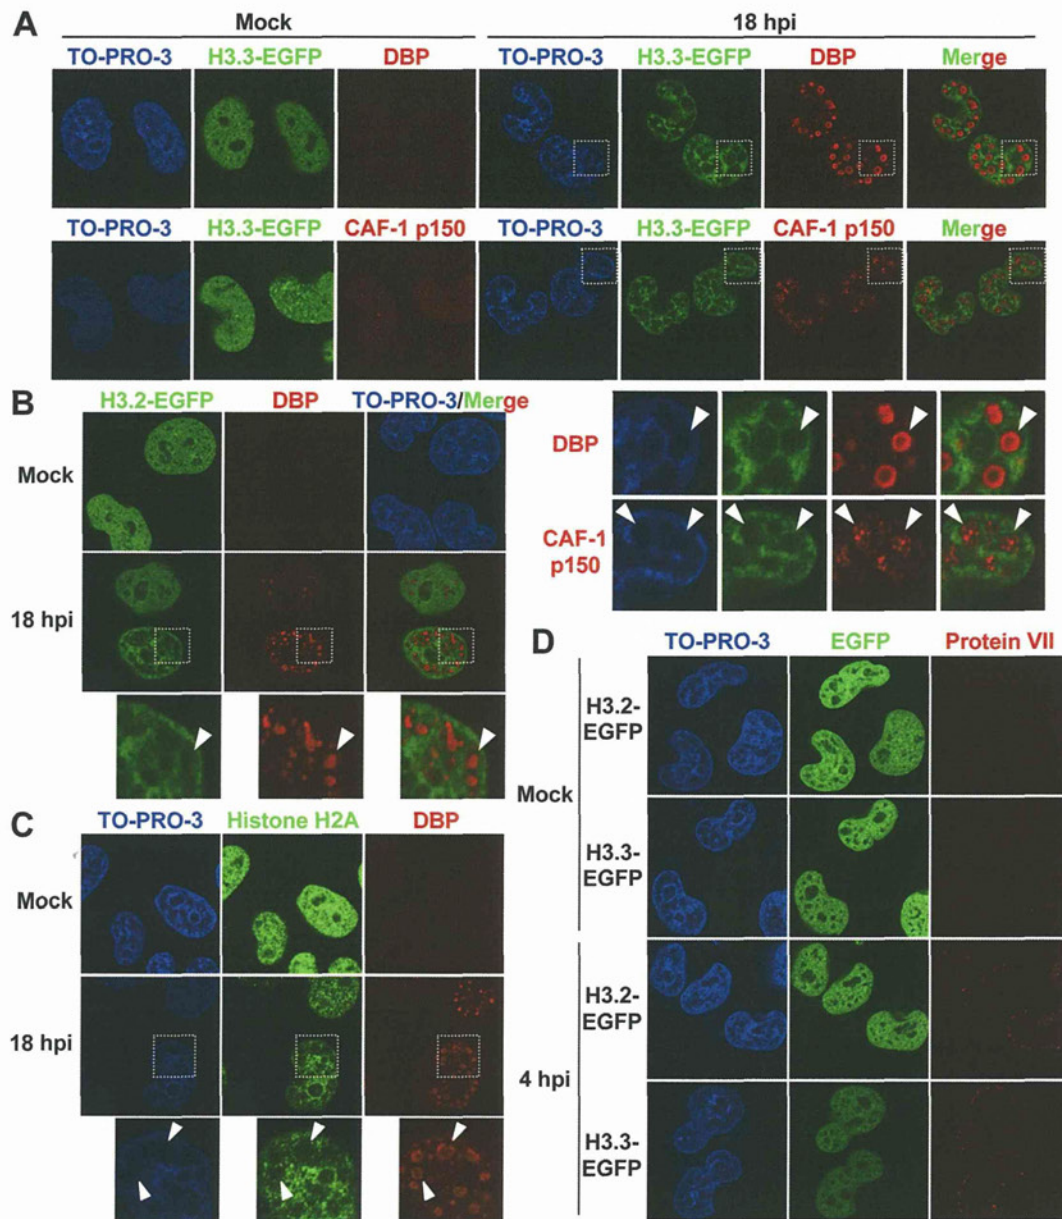 A
Mock 18 hpi
TO-PRO-3 H3.3-EGFP DBP TO-PRO-3 H3.3-EGFP DBP Merge
TO-PRO-3 H3.3-EGFP CAF-1 p150 TO-PRO-3 H3.3-EGFP CAF-1 p150 Merge
B
H3.2-EGFP DBP TO-PRO-3/Merge
Mock
18 hpi
DBP
CAF-1
p150
C
TO-PRO-3 Histone H2A DBP
Mock
18 hpi
D
TO-PRO-3 EGFP Protein VII
Mock
H3.2-
EGFP
H3.3-
EGFP
4 hpi
H3.2-
EGFP
H3.3-
EGFP